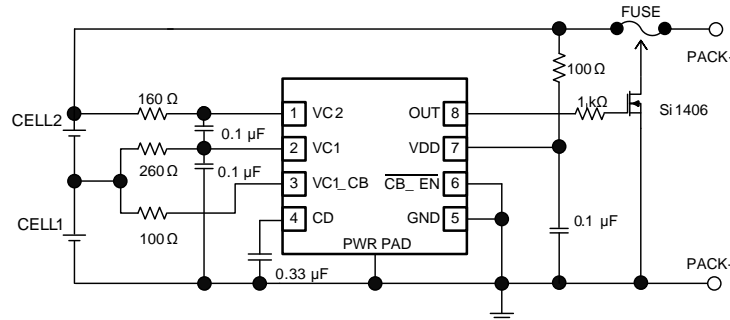 FUSE
PACK-
100 Ω
160 Ω
1 VC2
OUT 8
1 kΩ
Si1406
CELL2
0.1 µF
2 VC1
VDD 7
260 Ω
0.1 µF
3 VC1_CB
CB_EN 6
CELL1
4 CD
GND 5
0.1 µF
100 Ω
PWR PAD
0.33 µF
PACK-